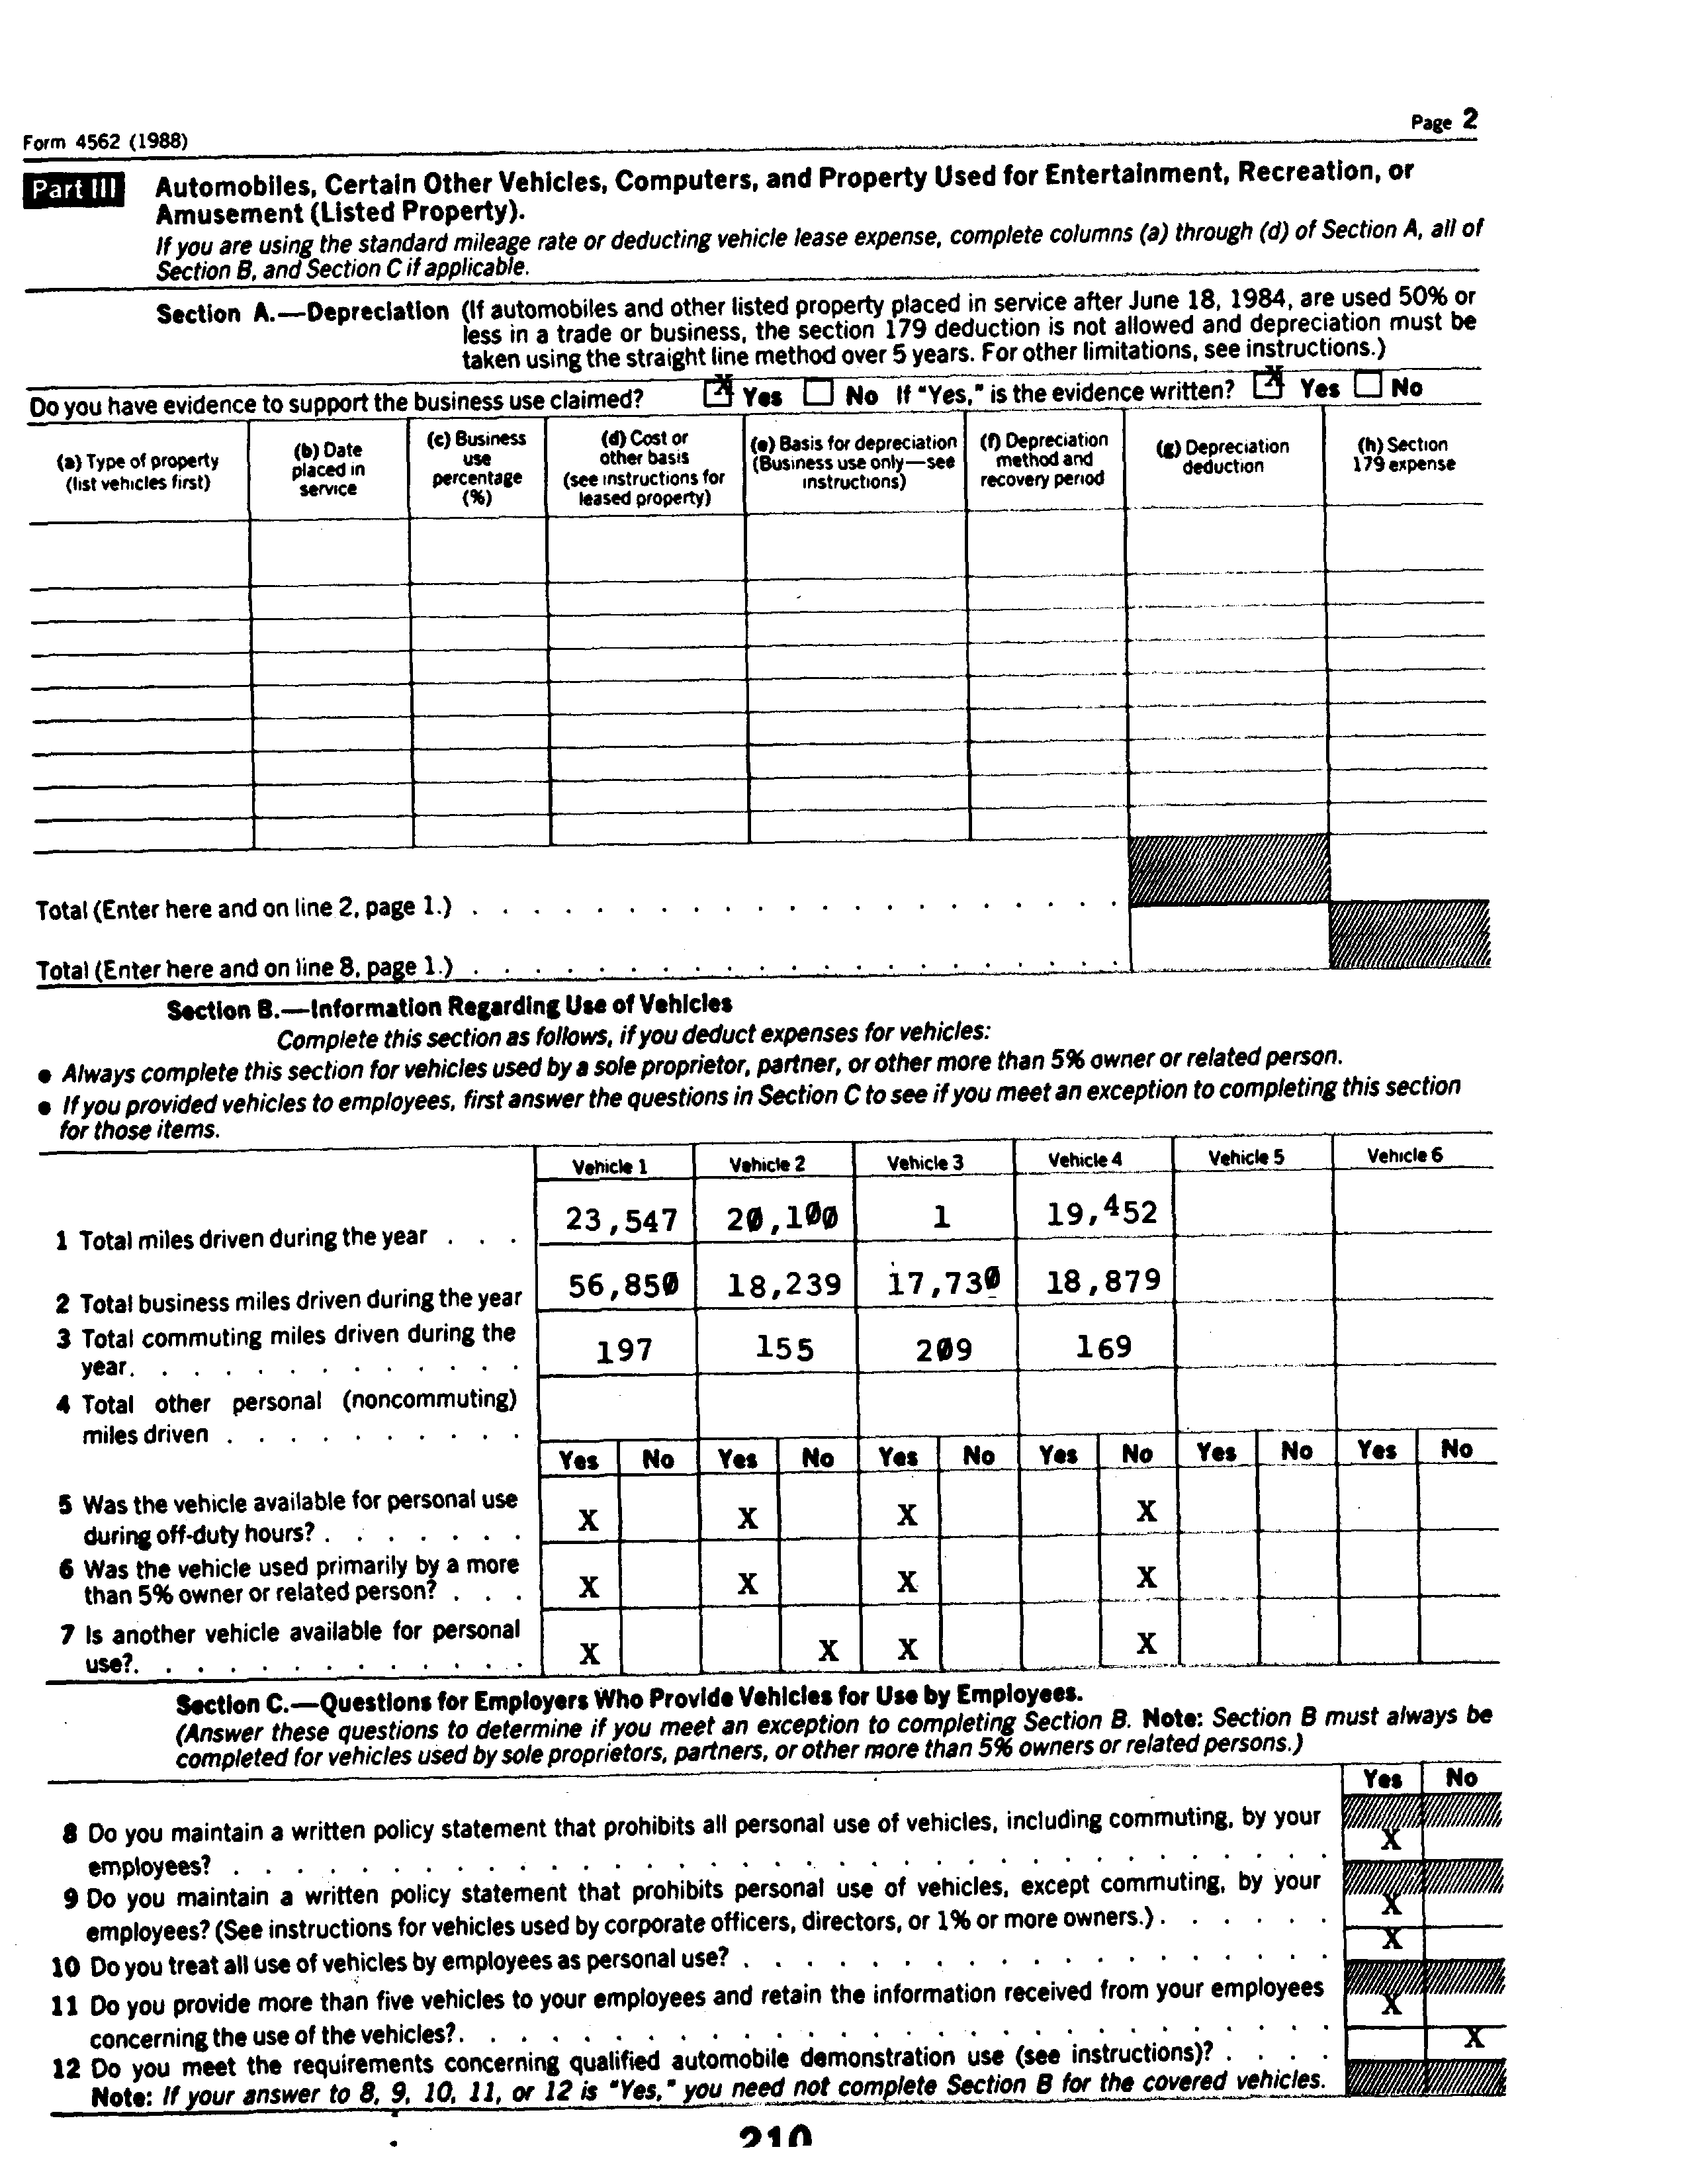 Form 4562 (1988)
Page 2
Part III
Automobiles, Certain Other Vehicles, Computers, and Property Used for Entertainment, Recreation, or
Amusement (Listed Property).
If you are using the standard mileage rate or deducting vehicle lease expense, complete columns (a) through (d) of Section A, all of
Section B, and Section C if applicable.
Section A.—Depreciation (If automobiles and other listed property placed in service after June 18, 1984, are used 50% or
less in a trade or business, the section 179 deduction is not allowed and depreciation must be
taken using the straight line method over 5 years. For other limitations, see instructions.)
Do you have evidence to support the business use claimed? X Yes No If "Yes," is the evidence written? X Yes No
(a) Type of property
(list vehicles first)
(b) Date
placed in
service
(c) Business
use
percentage
(%)
(d) Cost or
other basis
(see instructions for
leased property)
(e) Basis for depreciation
(Business use only—see
instructions)
(f) Depreciation
method and
recovery period
(g) Depreciation
deduction
(h) Section
179 expense
Total (Enter here and on line 2, page 1.)
Total (Enter here and on line 8, page 1.)
Section B.—Information Regarding Use of Vehicles
Complete this section as follows, if you deduct expenses for vehicles:
● Always complete this section for vehicles used by a sole proprietor, partner, or other more than 5% owner or related person.
● If you provided vehicles to employees, first answer the questions in Section C to see if you meet an exception to completing this section
for those items.
Vehicle 1 Vehicle 2 Vehicle 3 Vehicle 4 Vehicle 5 Vehicle 6
1 Total miles driven during the year . . . 23,547 20,100 1 19,452
2 Total business miles driven during the year 56,850 18,239 17,730 18,879
3 Total commuting miles driven during the
year. 197 155 209 169
4 Total other personal (noncommuting)
miles driven
Yes No Yes No Yes No Yes No Yes No Yes No
5 Was the vehicle available for personal use
during off-duty hours? X X X X
6 Was the vehicle used primarily by a more
than 5% owner or related person? X X X X
7 Is another vehicle available for personal
use? X X X X
Section C.—Questions for Employers Who Provide Vehicles for Use by Employees.
(Answer these questions to determine if you meet an exception to completing Section B. Note: Section B must always be
completed for vehicles used by sole proprietors, partners, or other more than 5% owners or related persons.)
Yes No
8 Do you maintain a written policy statement that prohibits all personal use of vehicles, including commuting, by your
employees? X
9 Do you maintain a written policy statement that prohibits personal use of vehicles, except commuting, by your
employees? (See instructions for vehicles used by corporate officers, directors, or 1% or more owners.) X
10 Do you treat all use of vehicles by employees as personal use? X
11 Do you provide more than five vehicles to your employees and retain the information received from your employees
concerning the use of the vehicles? X
12 Do you meet the requirements concerning qualified automobile demonstration use (see instructions)? X
Note: If your answer to 8, 9, 10, 11, or 12 is "Yes," you need not complete Section B for the covered vehicles.
210